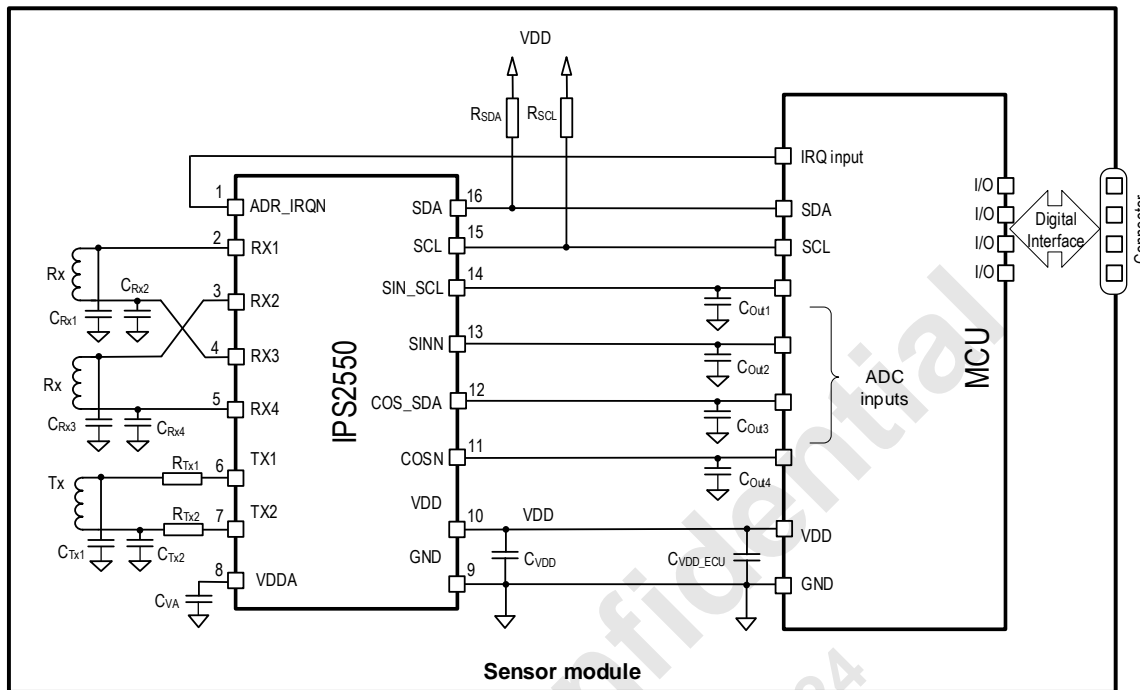 VDD
RSDA
RSCL
IRQ input
1
ADR_IRQN
SDA
16
SDA
I/O
I/O
I/O
I/O
Digital
Interface
Connector
2
RX1
SCL
15
SCL
Rx
CRx1
CRx2
3
RX2
SIN_SCL
14
COut1
4
RX3
SINN
13
COut2
Rx
CRx3
CRx4
5
RX4
COS_SDA
12
COut3
ADC
inputs
IPS2550
MCU
TX1
RTx1
6
COSN
11
COut4
Tx
CTx1
CTx2
RTx2
7
TX2
VDD
10
VDD
VDD
CVDD
CVDD_ECU
8
VDDA
CVA
GND
9
GND
Sensor module
nfidential
24